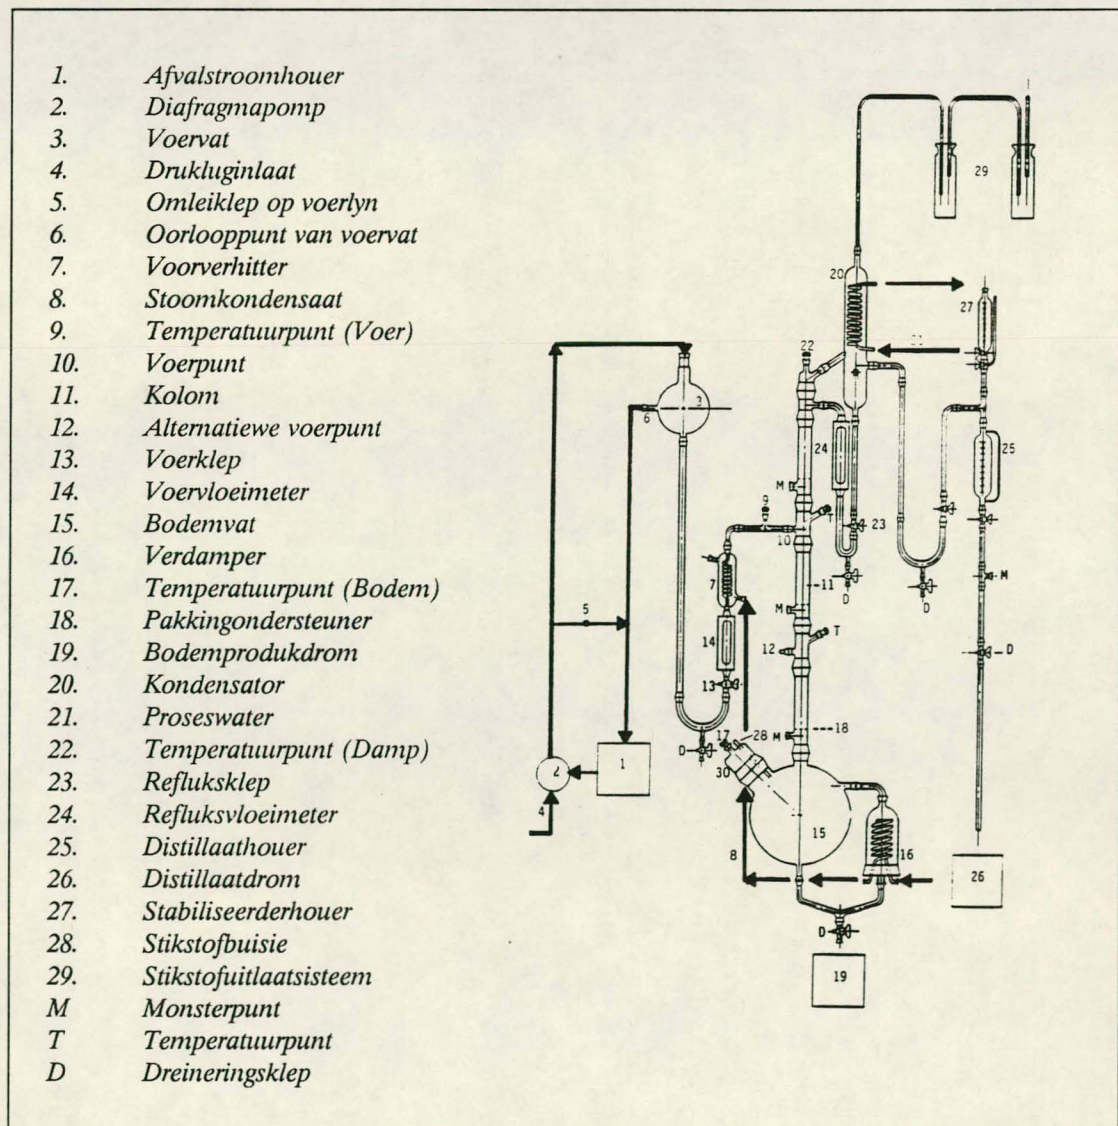 1. Afvalstroomhouer
2. Diafragmapomp
3. Voervat
4. Drukluginlaat
5. Omleiklep op voerlyn
6. Oorlooppunt van voervat
7. Voorverhitter
8. Stoomkondensaat
9. Temperatuurpunt (Voer)
10. Voerpunt
11. Kolom
12. Alternatiewe voerpunt
13. Voerklep
14. Voervloeimeter
15. Bodemvat
16. Verdamper
17. Temperatuurpunt (Bodem)
18. Pakkingondersteuner
19. Bodemprodukdrom
20. Kondensator
21. Proseswater
22. Temperatuurpunt (Damp)
23. Refluksklep
24. Refluksvloeimeter
25. Distillaathouer
26. Distillaatdrom
27. Stabiliseerderhouer
28. Stikstofbuisie
29. Stikstofuitlaatsisteem
M Monsterpunt
T Temperatuurpunt
D Dreineringsklep
29
20
27
22
3
6
24
25
M
9
T
23
10
7
11
D
D
M
5
M
14
T
12
D
13
18
17
28
M
D
30
1
2
4
15
16
8
26
D
19